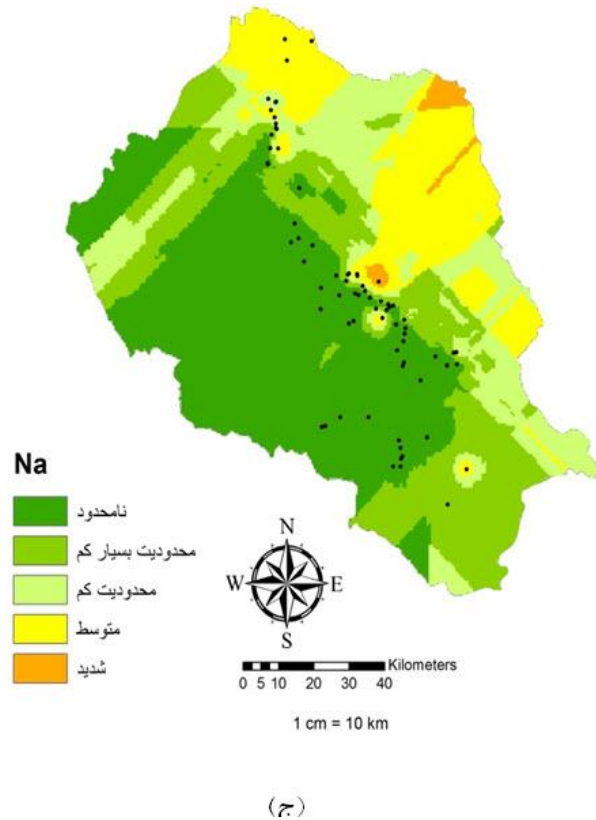 Na
نامحدود
محدودیت بسیار کم
محدودیت کم
متوسط
شدید
N
W E
S
Kilometers
0 5 10 20 30 40
1 cm = 10 km
(ج)